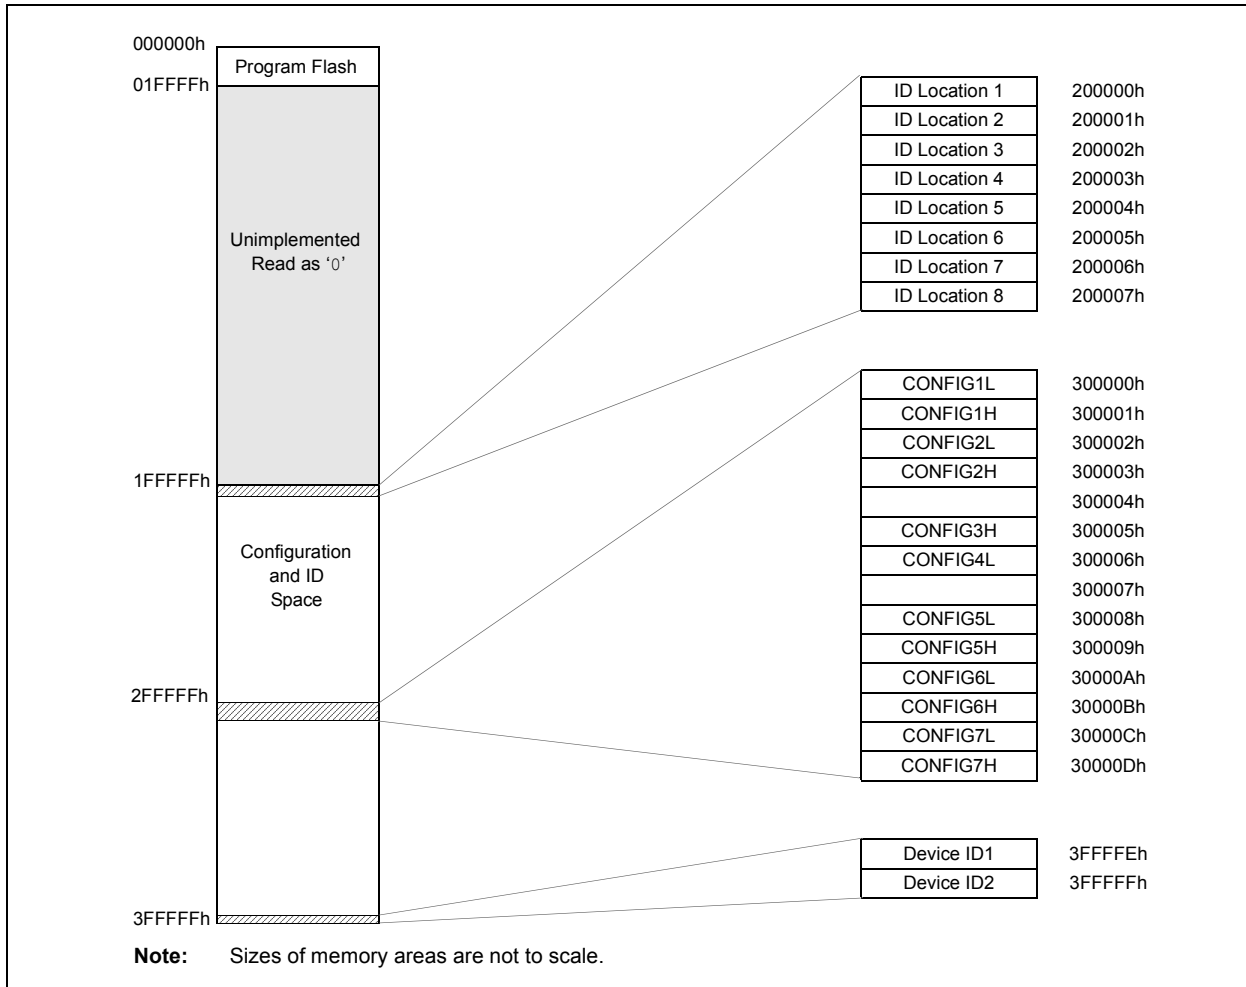 000000h
Program Flash
01FFFFh
Unimplemented
Read as ‘0’
1FFFFFh
Configuration
and ID
Space
2FFFFFh
3FFFFFh
ID Location 1 200000h
ID Location 2 200001h
ID Location 3 200002h
ID Location 4 200003h
ID Location 5 200004h
ID Location 6 200005h
ID Location 7 200006h
ID Location 8 200007h
CONFIG1L 300000h
CONFIG1H 300001h
CONFIG2L 300002h
CONFIG2H 300003h
300004h
CONFIG3H 300005h
CONFIG4L 300006h
300007h
CONFIG5L 300008h
CONFIG5H 300009h
CONFIG6L 30000Ah
CONFIG6H 30000Bh
CONFIG7L 30000Ch
CONFIG7H 30000Dh
Device ID1 3FFFFEh
Device ID2 3FFFFFh
Note: Sizes of memory areas are not to scale.